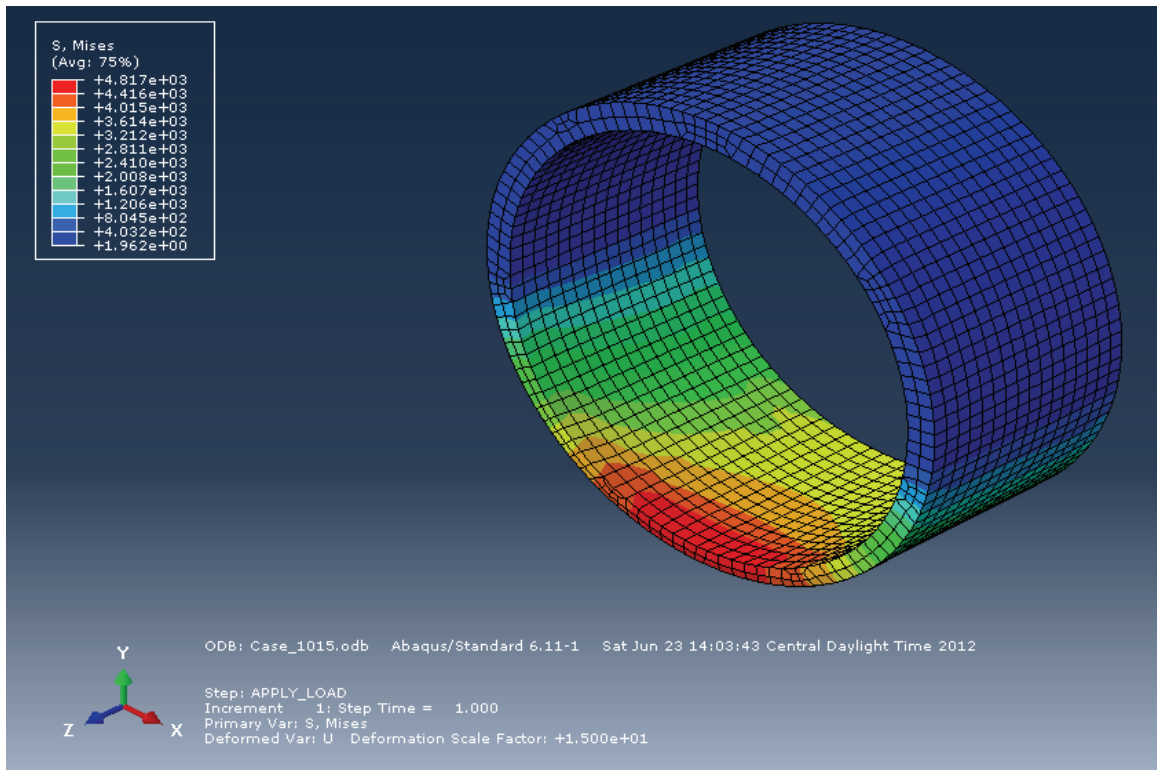 S, Mises
(Avg: 75%)
+4.817e+03
+4.416e+03
+4.015e+03
+3.614e+03
+3.212e+03
+2.811e+03
+2.410e+03
+2.008e+03
+1.607e+03
+1.206e+03
+8.045e+02
+4.032e+02
+1.962e+00
Y
Z
X
ODB: Case_1015.odb Abaqus/Standard 6.11-1 Sat Jun 23 14:03:43 Central Daylight Time 2012
Step: APPLY_LOAD
Increment 1: Step Time = 1.000
Primary Var: S, Mises
Deformed Var: U Deformation Scale Factor: +1.500e+01